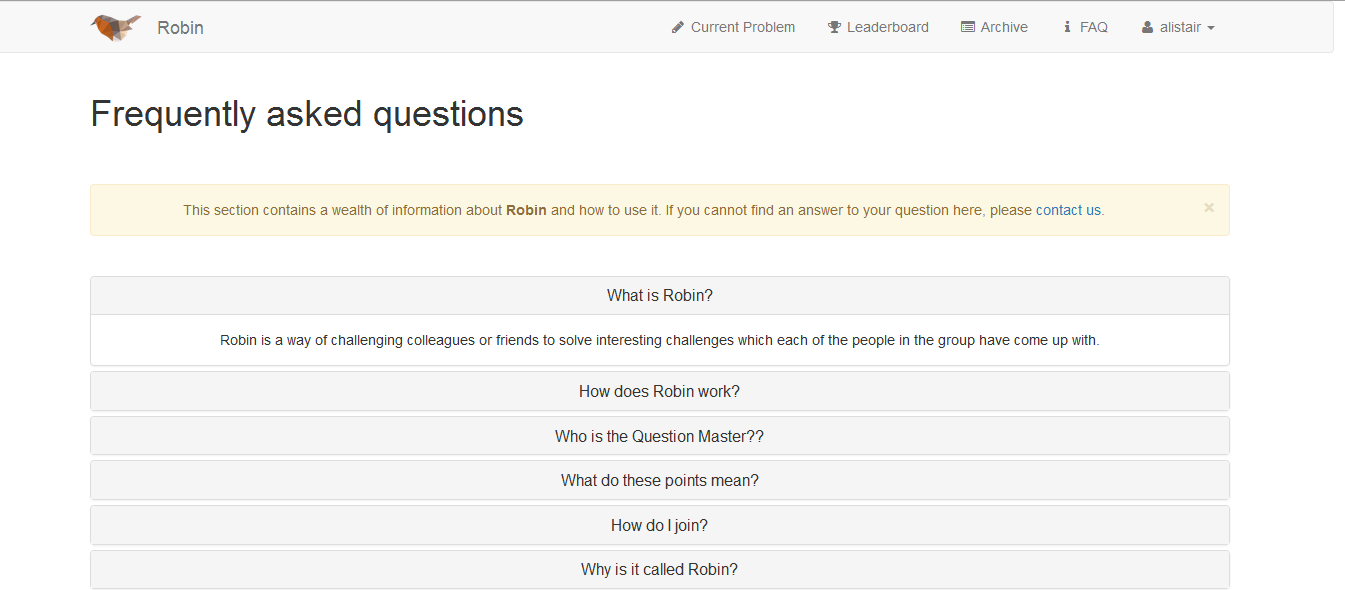 Robin Current Problem Leaderboard Archive FAQ alistair
Frequently asked questions
This section contains a wealth of information about Robin and how to use it. If you cannot find an answer to your question here, please contact us.
What is Robin?
Robin is a way of challenging colleagues or friends to solve interesting challenges which each of the people in the group have come up with.
How does Robin work?
Who is the Question Master??
What do these points mean?
How do I join?
Why is it called Robin?